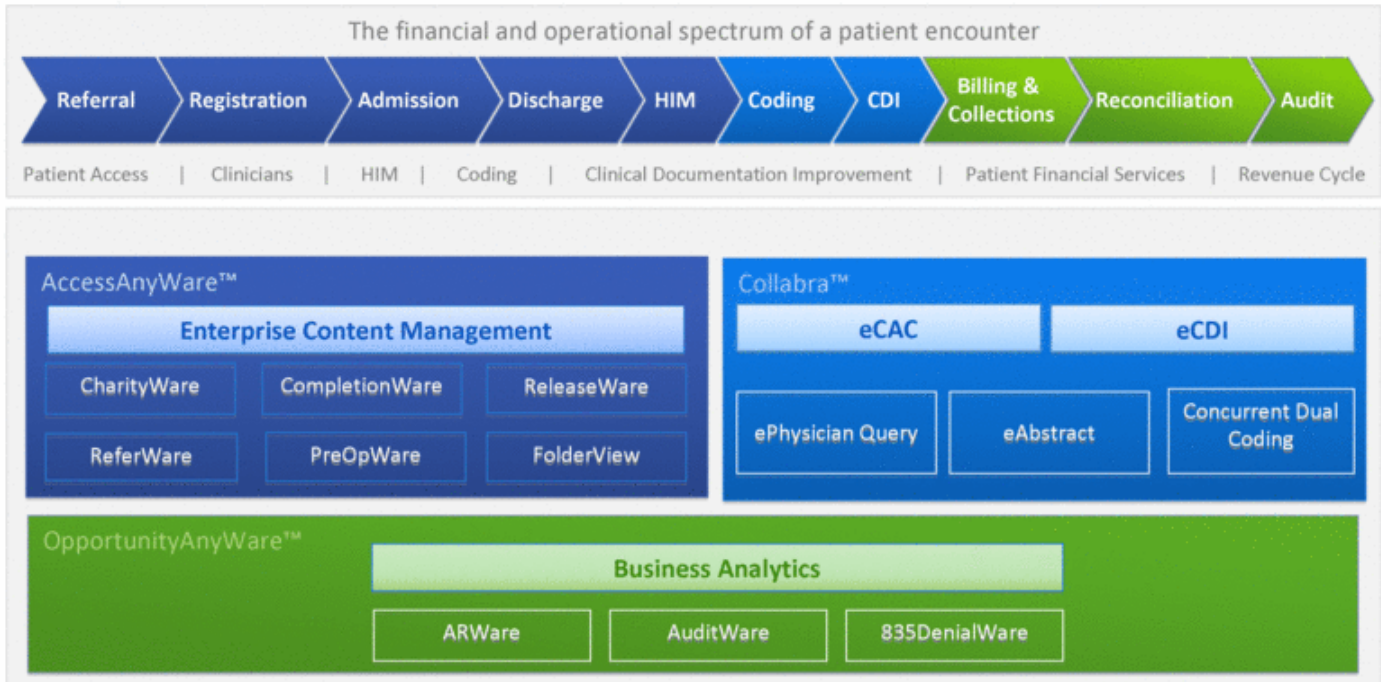 The financial and operational spectrum of a patient encounter
Referral
Registration
Admission
Discharge
HIM
Coding
CDI
Billing &
Collections
Reconciliation
Audit
Patient Access | Clinicians | HIM | Coding | Clinical Documentation Improvement | Patient Financial Services | Revenue Cycle
AccessAnyWare™
Enterprise Content Management
CharityWare
CompletionWare
ReleaseWare
ReferWare
PreOpWare
FolderView
Collabra™
eCAC
eCDI
ePhysician Query
eAbstract
Concurrent Dual
Coding
OpportunityAnyWare™
Business Analytics
ARWare
AuditWare
835DenialWare